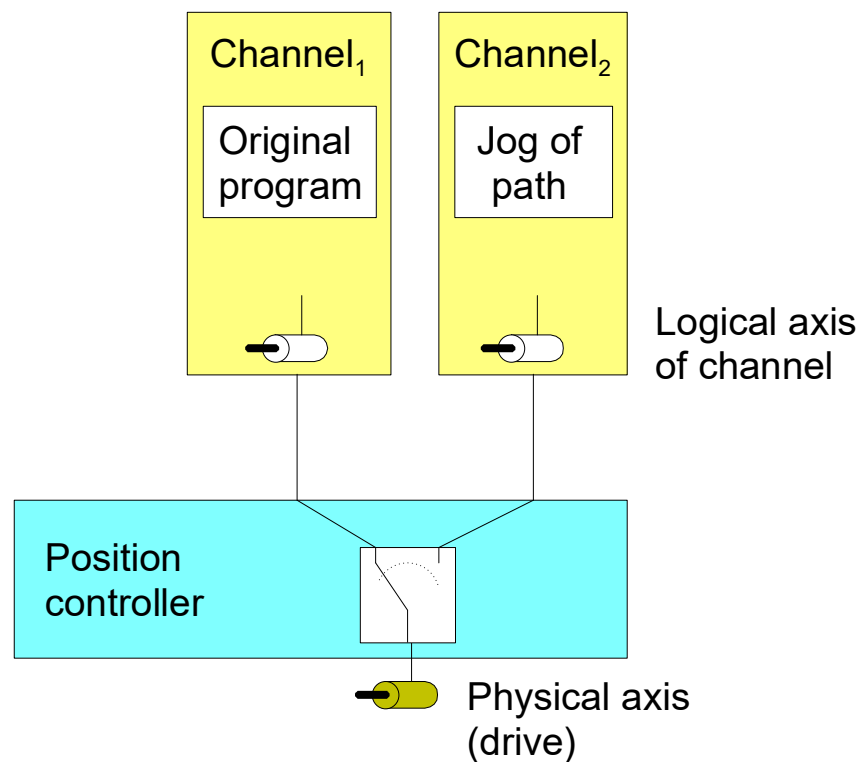 Channel₁
Original
program
Channel₂
Jog of
path
Logical axis
of channel
Position
controller
Physical axis
(drive)